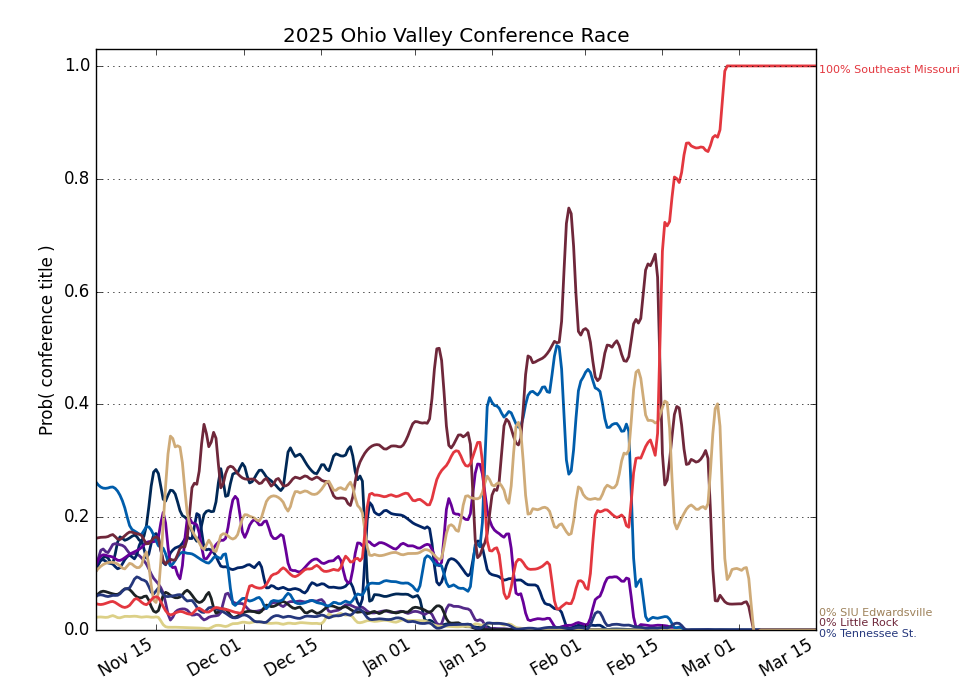 2025 Ohio Valley Conference Race
Prob( conference title )
1.0
0.8
0.6
0.4
0.2
0.0
100% Southeast Missouri
0% SIU Edwardsville
0% Little Rock
0% Tennessee St.
Nov 15
Dec 01
Dec 15
Jan 01
Jan 15
Feb 01
Feb 15
Mar 01
Mar 15